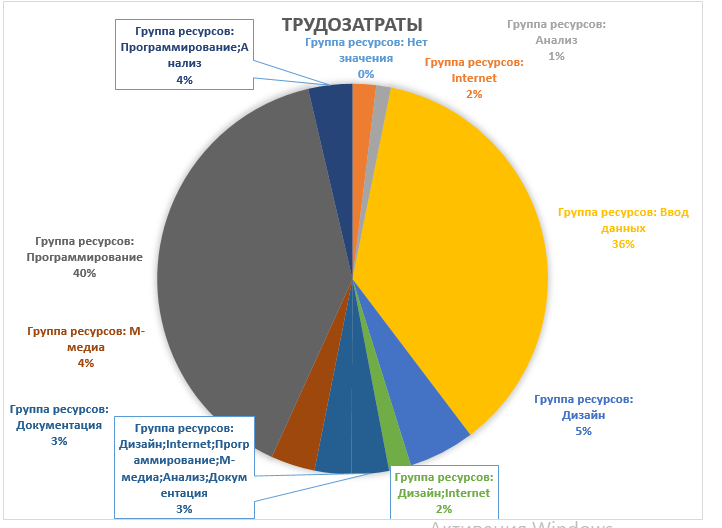 ТРУДОЗАТРАТЫ
Группа ресурсов:
Программирование;А
нализ
4%
Группа ресурсов: Нет
значения
0%
Группа ресурсов:
Internet
2%
Группа ресурсов:
Анализ
1%
Группа ресурсов: Ввод
данных
36%
Группа ресурсов:
Программирование
40%
Группа ресурсов: М-
медиа
4%
Группа ресурсов:
Документация
3%
Группа ресурсов:
Дизайн;Internet;Прогр
аммирование;М-
медиа;Анализ;Докум
ентация
3%
Группа ресурсов:
Дизайн;Internet
2%
Группа ресурсов:
Дизайн
5%
Активация Windows